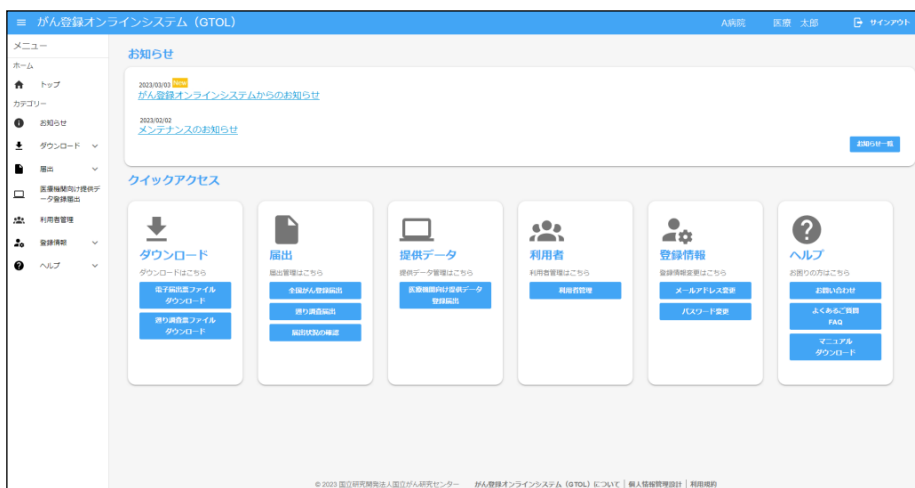 がん登録オンラインシステム（GTOL）
A病院 医療 太郎 サインアウト
メニュー
ホーム
トップ
カテゴリー
お知らせ
ダウンロード
届出
医療機関向け提供デ
ータ登録届出
利用者管理
登録情報
ヘルプ
お知らせ
2023/03/03 New
がん登録オンラインシステムからのお知らせ
2023/02/02
メンテナンスのお知らせ
お知らせ一覧
クイックアクセス
ダウンロード
ダウンロードはこちら
電子届出票ファイル
ダウンロード
遡り調査票ファイル
ダウンロード
届出
届出管理はこちら
全国がん登録届出
遡り調査届出
届出状況の確認
提供データ
提供データ管理はこちら
医療機関向け提供データ
登録届出
利用者
利用者管理はこちら
利用者管理
登録情報
登録情報変更はこちら
メールアドレス変更
パスワード変更
ヘルプ
お困りの方はこちら
お問い合わせ
よくあるご質問
FAQ
マニュアル
ダウンロード
© 2023 国立研究開発法人国立がん研究センター がん登録オンラインシステム（GTOL）について｜個人情報管理設計｜利用規約